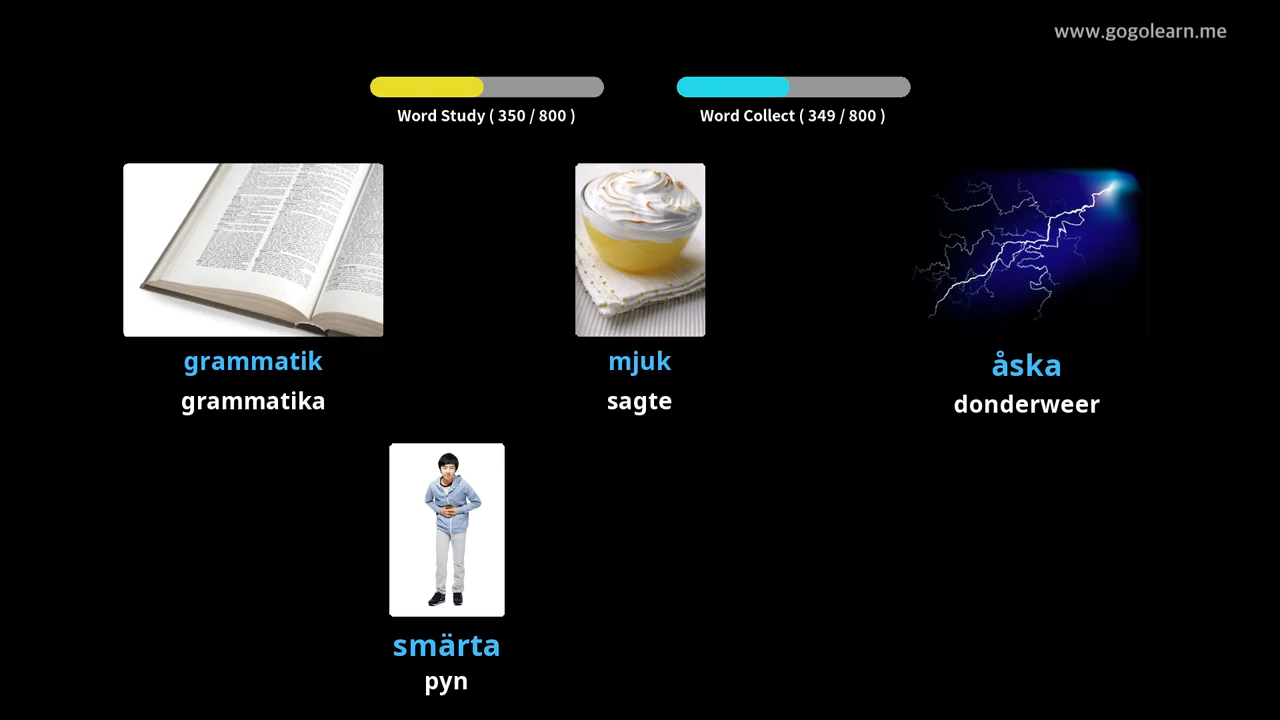 www.gogolearn.me
Word Study ( 350 / 800 )
Word Collect ( 349 / 800 )
grammatik
grammatika
mjuk
sagte
åska
donderweer
smärta
pyn